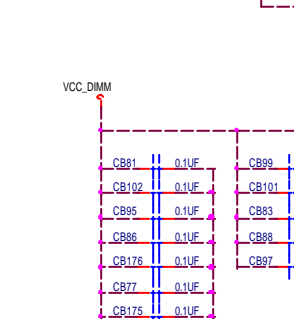 VCC_DIMM
CB81 0.1UF CB99
CB102 0.1UF CB101
CB95 0.1UF CB83
CB86 0.1UF CB88
CB176 0.1UF CB97
CB77 0.1UF
CB175 0.1UF